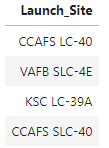 Launch_Site
CCAFS LC-40
VAFB SLC-4E
KSC LC-39A
CCAFS SLC-40